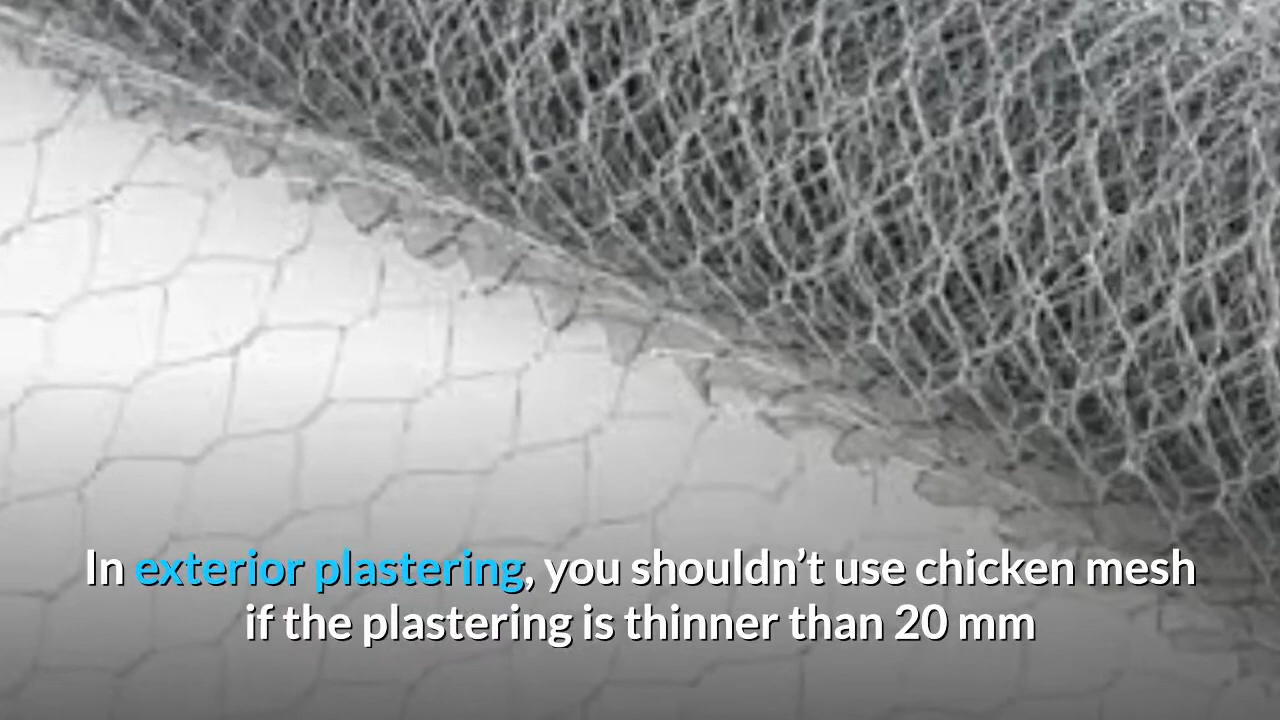 In exterior plastering, you shouldn’t use chicken mesh
if the plastering is thinner than 20 mm